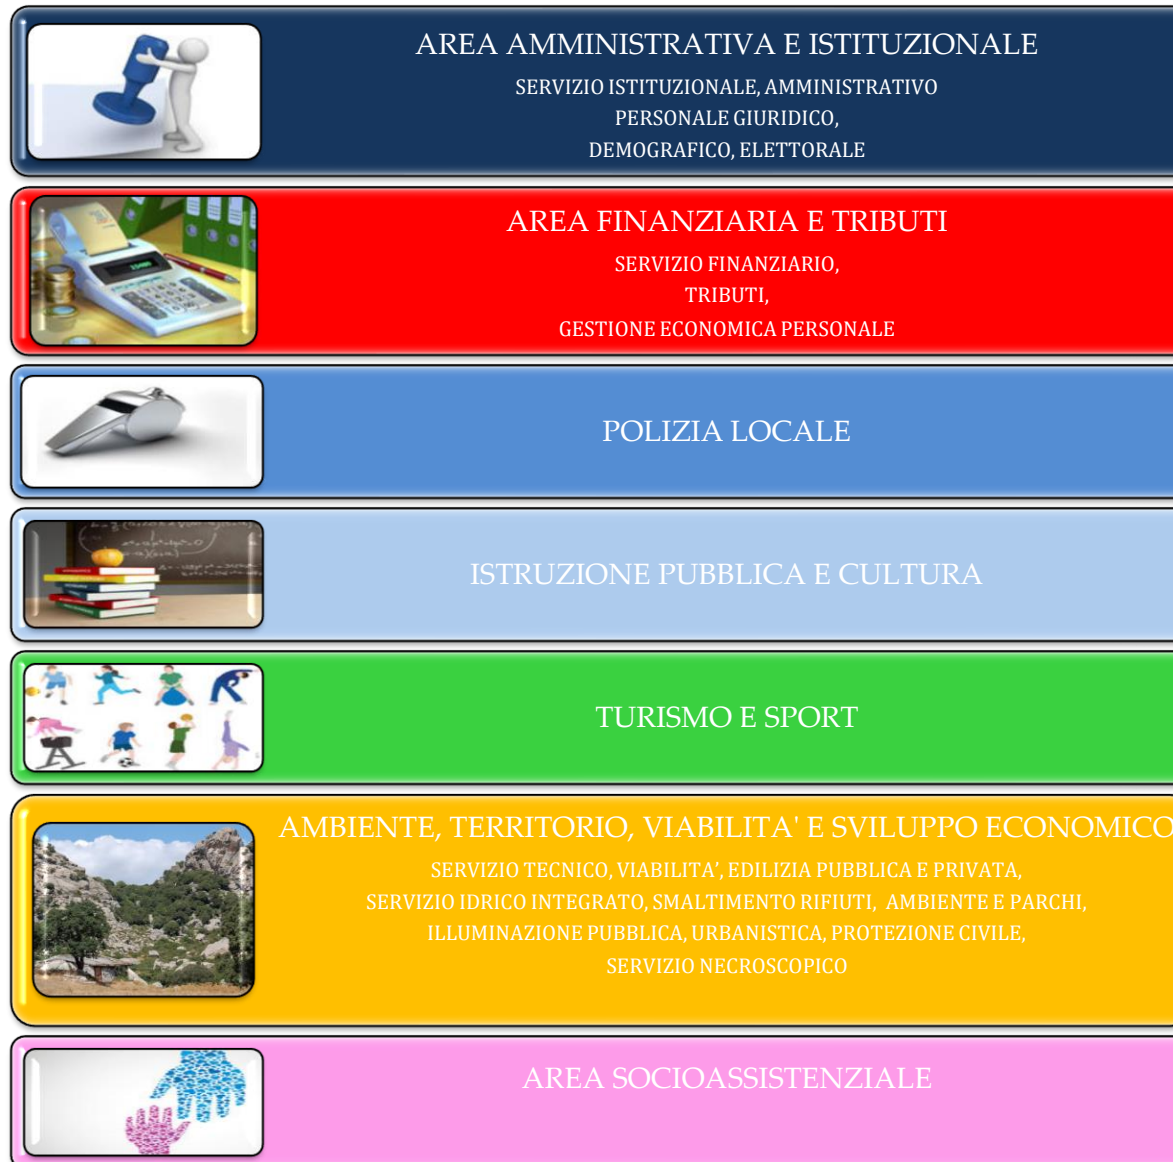 AREA AMMINISTRATIVA E ISTITUZIONALE
SERVIZIO ISTITUZIONALE, AMMINISTRATIVO
PERSONALE GIURIDICO,
DEMOGRAFICO, ELETTORALE
AREA FINANZIARIA E TRIBUTI
SERVIZIO FINANZIARIO,
TRIBUTI,
GESTIONE ECONOMICA PERSONALE
POLIZIA LOCALE
ISTRUZIONE PUBBLICA E CULTURA
TURISMO E SPORT
AMBIENTE, TERRITORIO, VIABILITA' E SVILUPPO ECONOMICO
SERVIZIO TECNICO, VIABILITA’, EDILIZIA PUBBLICA E PRIVATA,
SERVIZIO IDRICO INTEGRATO, SMALTIMENTO RIFIUTI, AMBIENTE E PARCHI,
ILLUMINAZIONE PUBBLICA, URBANISTICA, PROTEZIONE CIVILE,
SERVIZIO NECROSCOPICO
AREA SOCIOASSISTENZIALE